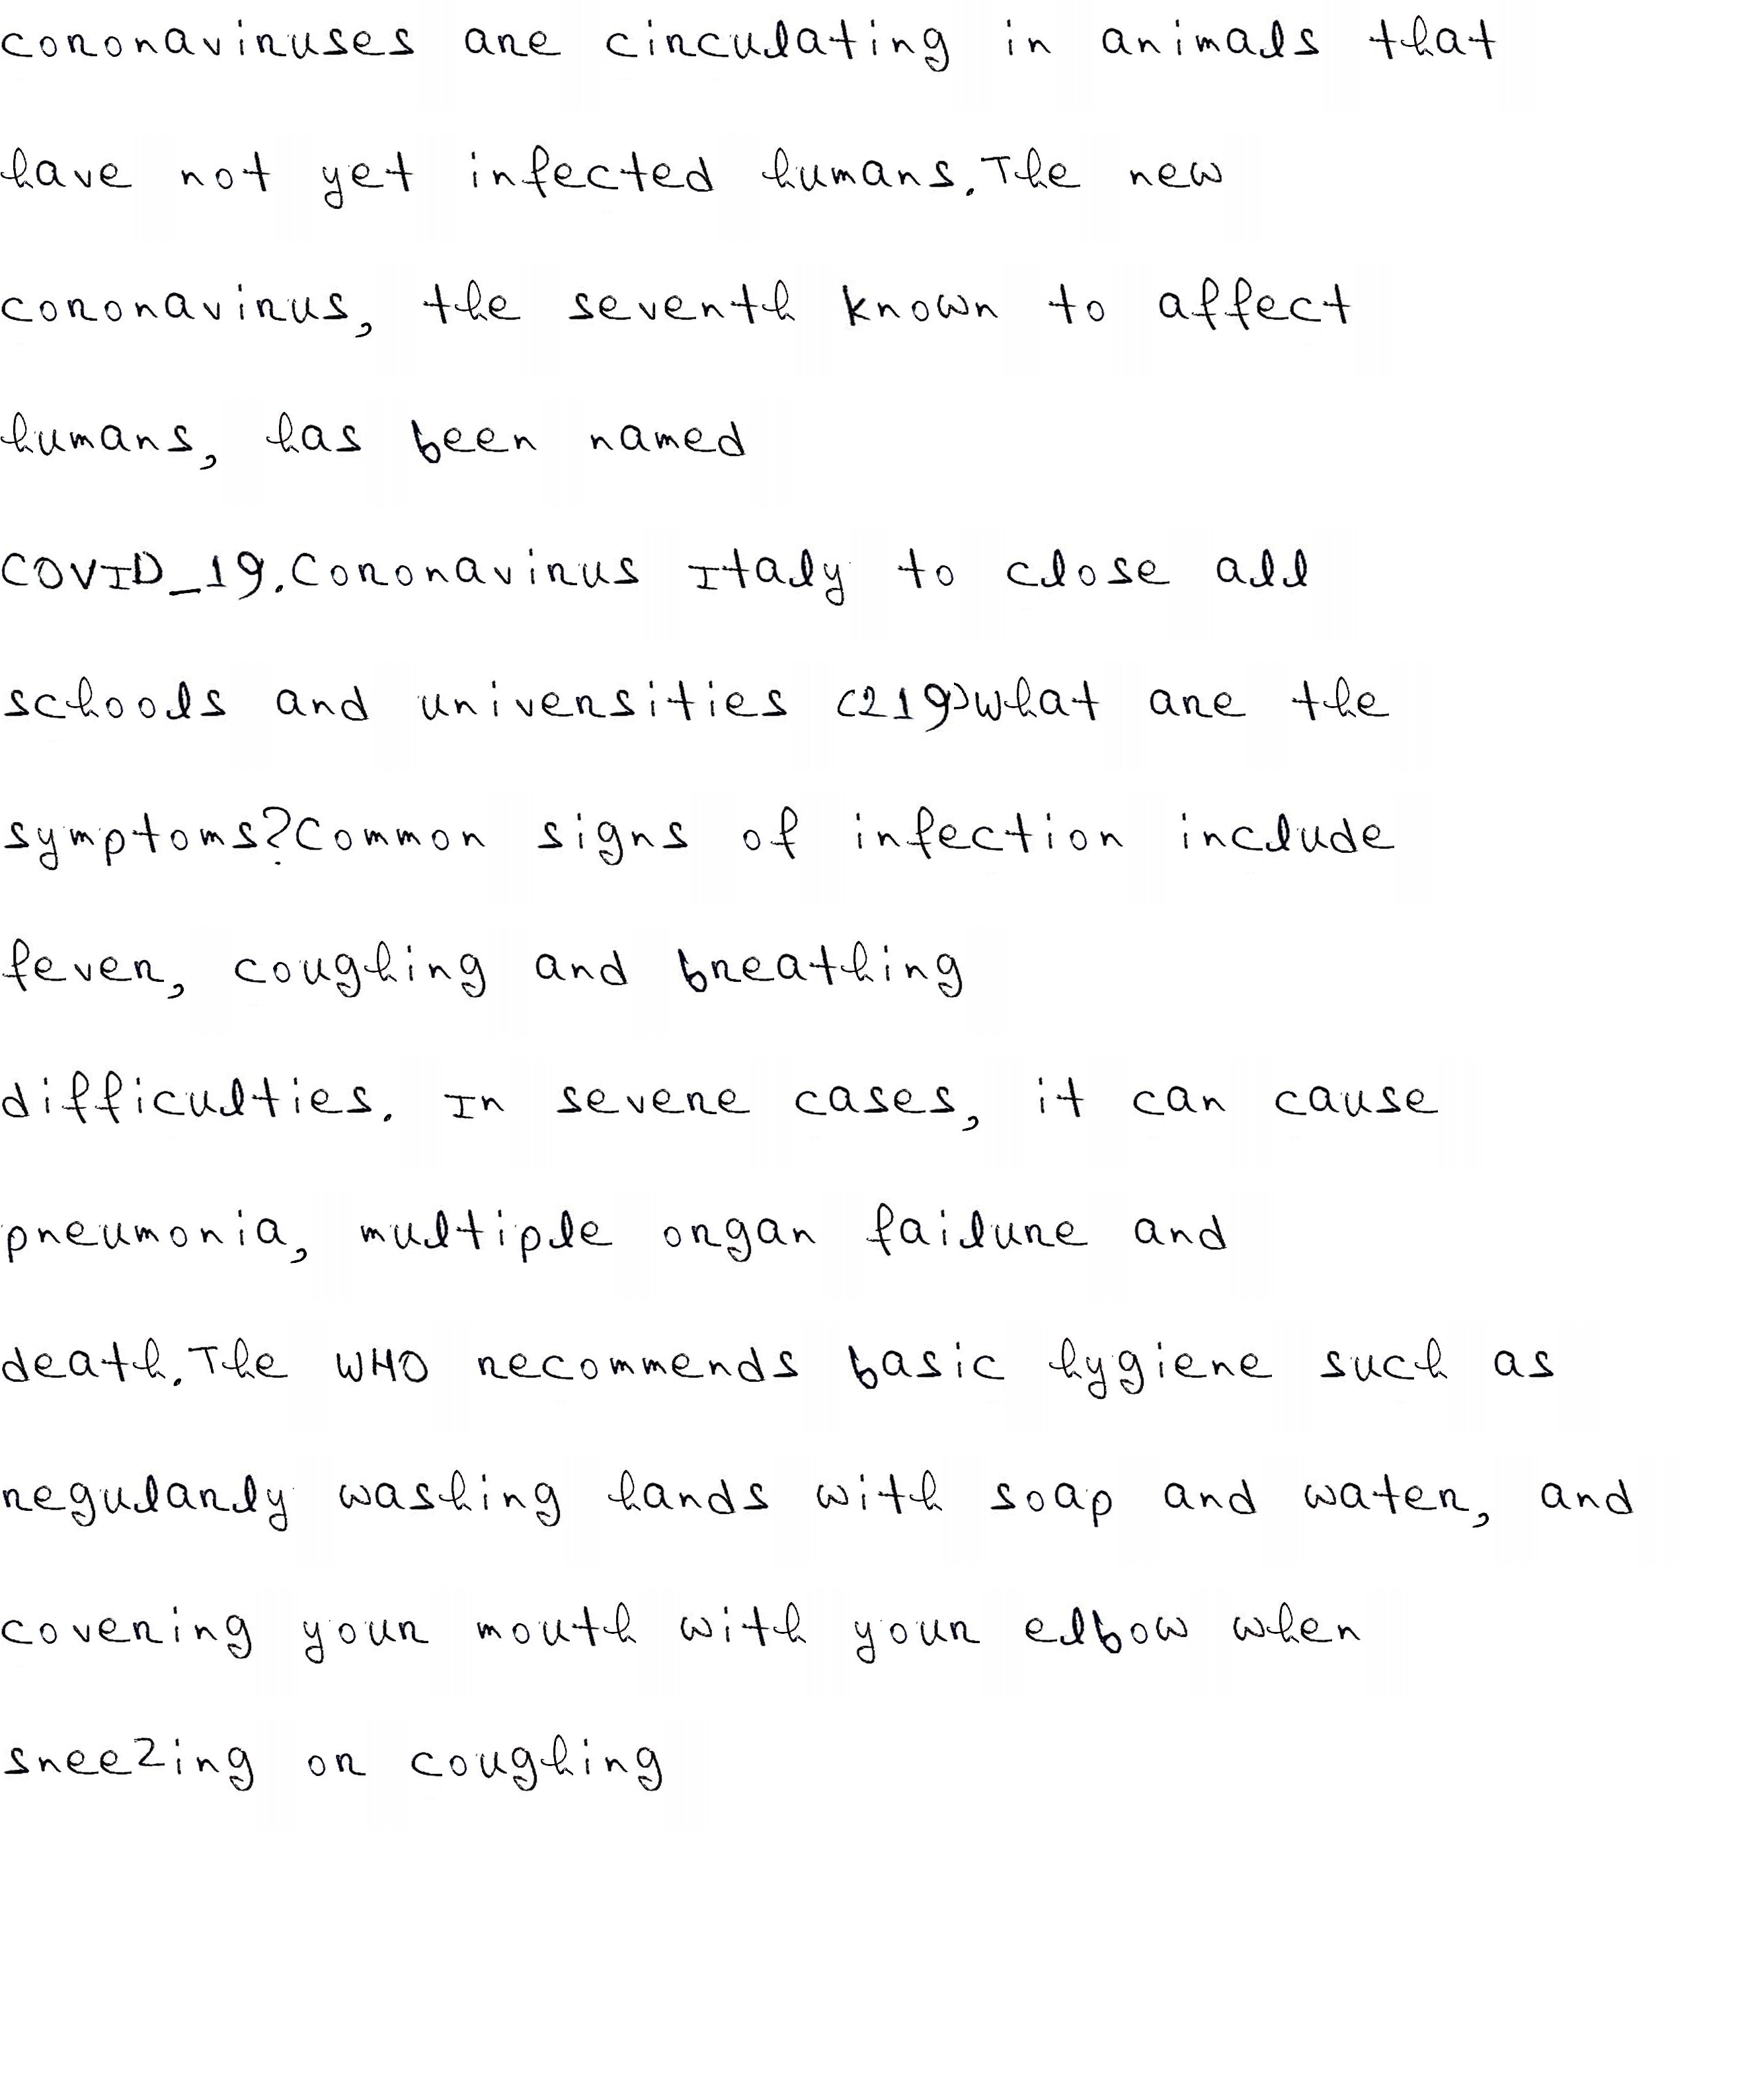 coronaviruses are circulating in animals that
have not yet infected humans.The new
coronavirus, the seventh known to affect
humans, has been named
COVID_19.Coronavirus Italy to close all
schools and universities (219)What are the
symptoms?Common signs of infection include
fever, coughing and breathing
difficulties. In severe cases, it can cause
pneumonia, multiple organ failure and
death.The WHO recommends basic hygiene such as
regularly washing hands with soap and water, and
covering your mouth with your elbow when
sneezing or coughing